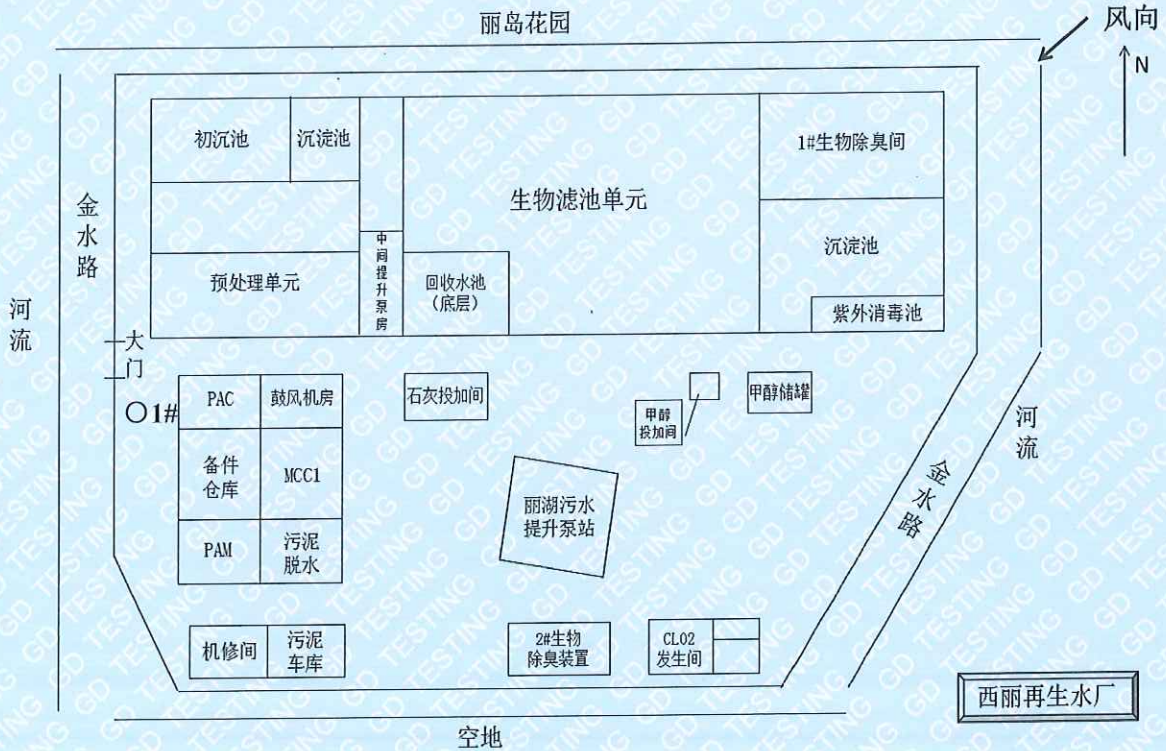 丽岛花园
风向
N
初沉池
沉淀池
1#生物除臭间
生物滤池单元
金水路
中间提升泵房
沉淀池
预处理单元
回收水池
（底层）
紫外消毒池
河流
大门
PAC
鼓风机房
石灰投加间
甲醇
投加间
甲醇储罐
O1#
河流
备件
仓库
MCC1
金水路
丽湖污水
提升泵站
PAM
污泥
脱水
机修间
污泥
车库
2#生物
除臭装置
CLO2
发生间
西丽再生水厂
空地
GD TESTING